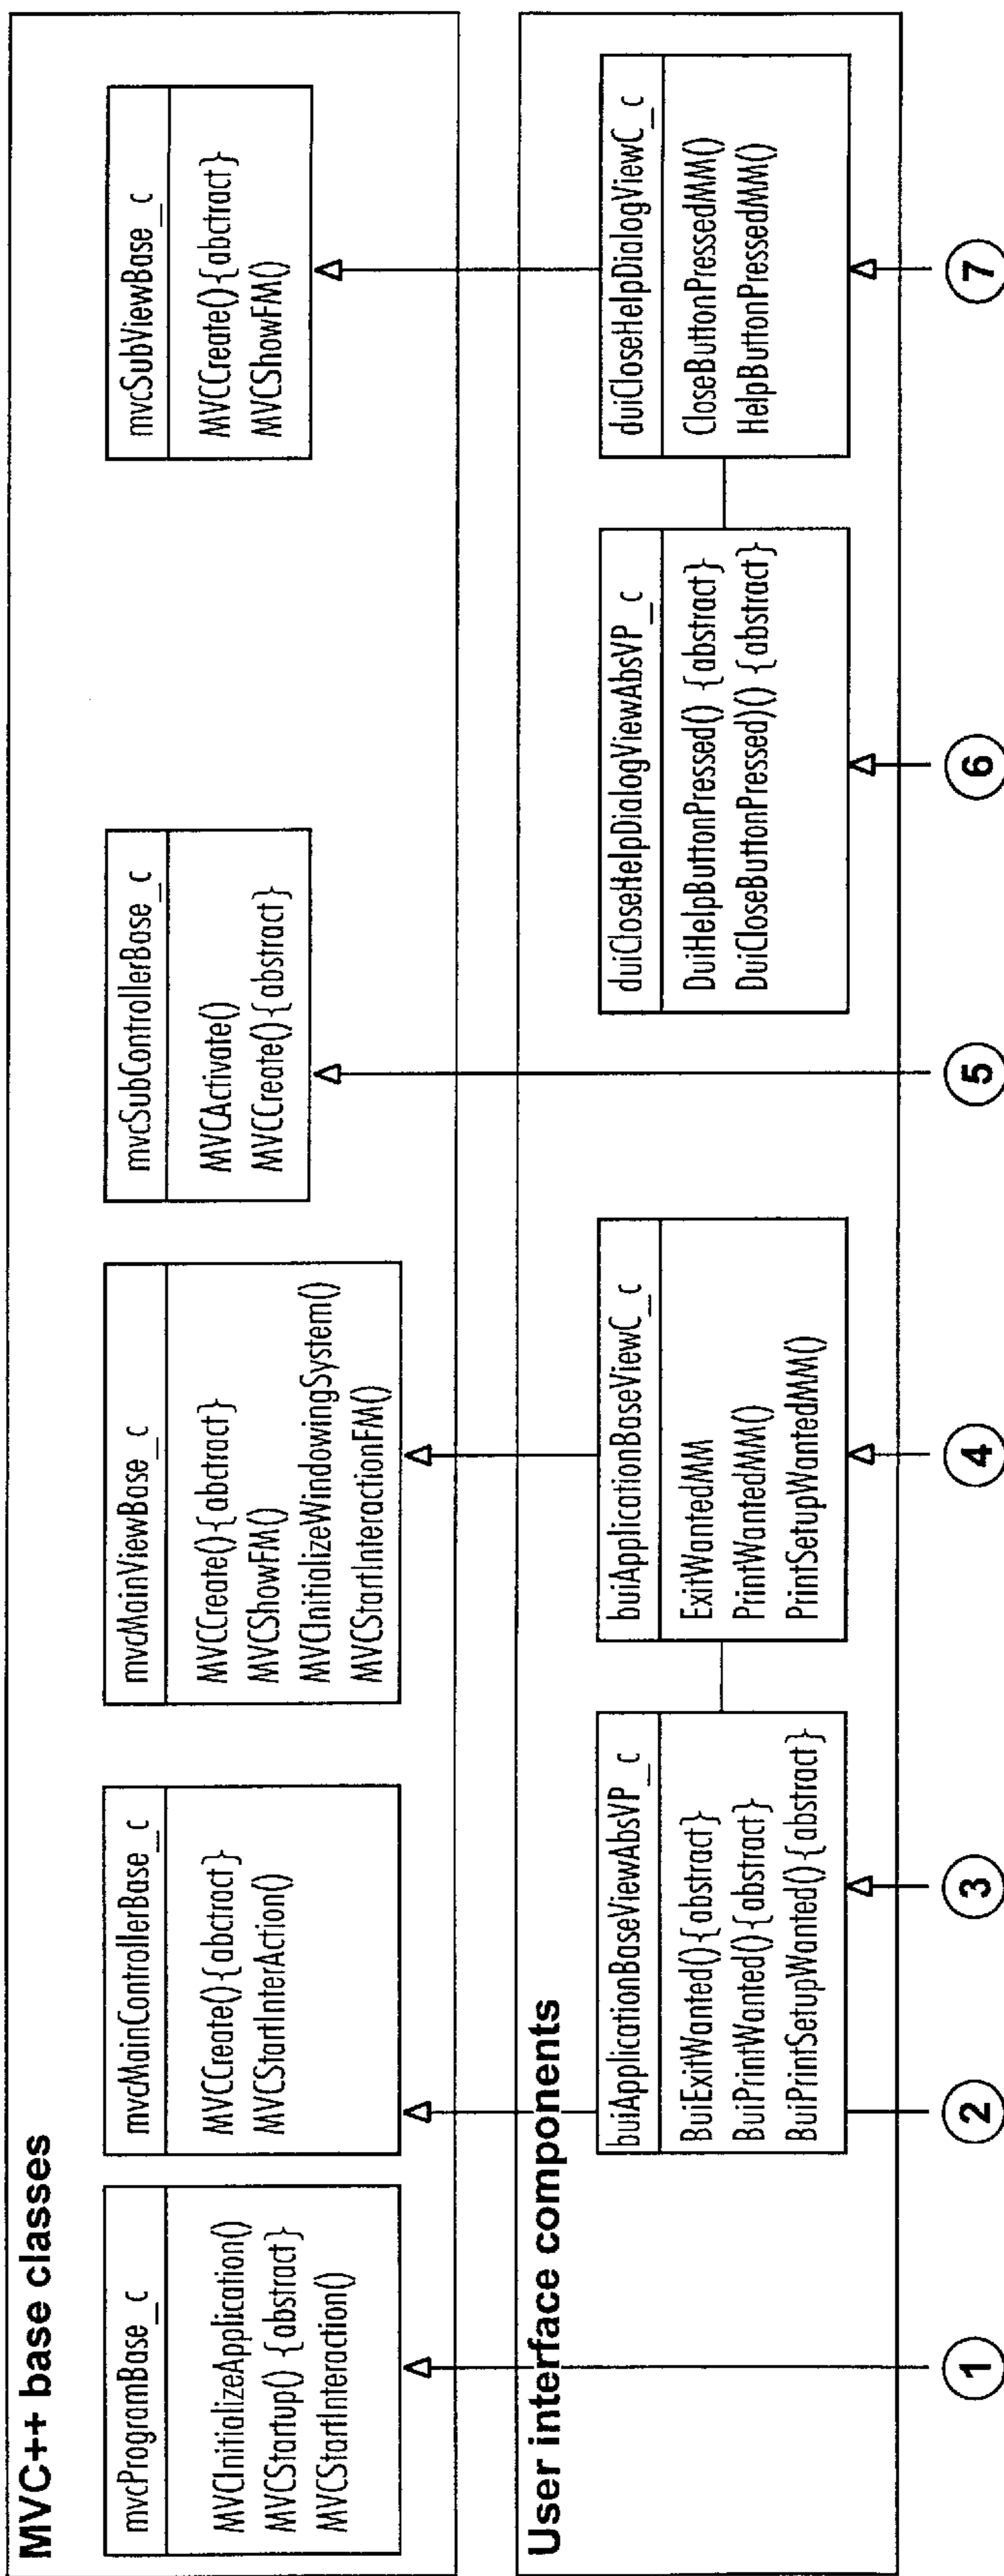 MVC++ base classes
mvcProgramBase_c
MVCInitializeApplication()
MVCStartup() {abstract}
MVCStartInteraction()
mvcMainControllerBase_c
MVCCreate(){abctract}
MVCStartInterAction()
mvcMainViewBase_c
MVCCreate(){abctract}
MVCShowFM()
MVCInitializeWindowingSystem()
MVCStartInteractionFM()
mvcSubControllerBase_c
MVCActivate()
MVCCreate(){abstract}
mvcSubViewBase_c
MVCCreate(){abctract}
MVCShowFM()
User interface components
buiApplicationBaseViewAbsVP_c
BuiExitWanted(){abstract}
BuiPrintWanted(){abstract}
BuiPrintSetupWanted(){abstract}
buiApplicationBaseViewC_c
ExitWantedMM
PrintWantedMM()
PrintSetupWantedMM()
duiCloseHelpDialogViewAbsVP_c
DuiHelpButtonPressed() {abstract}
DuiCloseButtonPressed)() {abstract}
duiCloseHelpDialogViewC_c
CloseButtonPressedMM()
HelpButtonPressedMM()
1
2
3
4
5
6
7